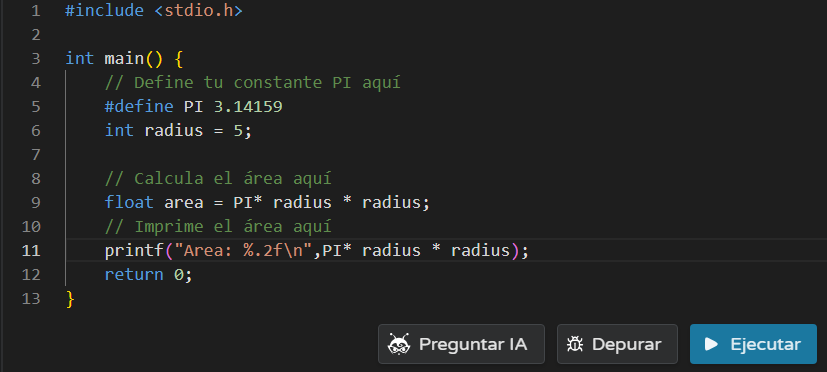 1 #include <stdio.h>
2
3 int main() {
4 // Define tu constante PI aquí
5 #define PI 3.14159
6 int radius = 5;
7
8 // Calcula el área aquí
9 float area = PI* radius * radius;
10 // Imprime el área aquí
11 printf("Area: %.2f\n",PI* radius * radius);
12 return 0;
13 }
Preguntar IA Depurar Ejecutar